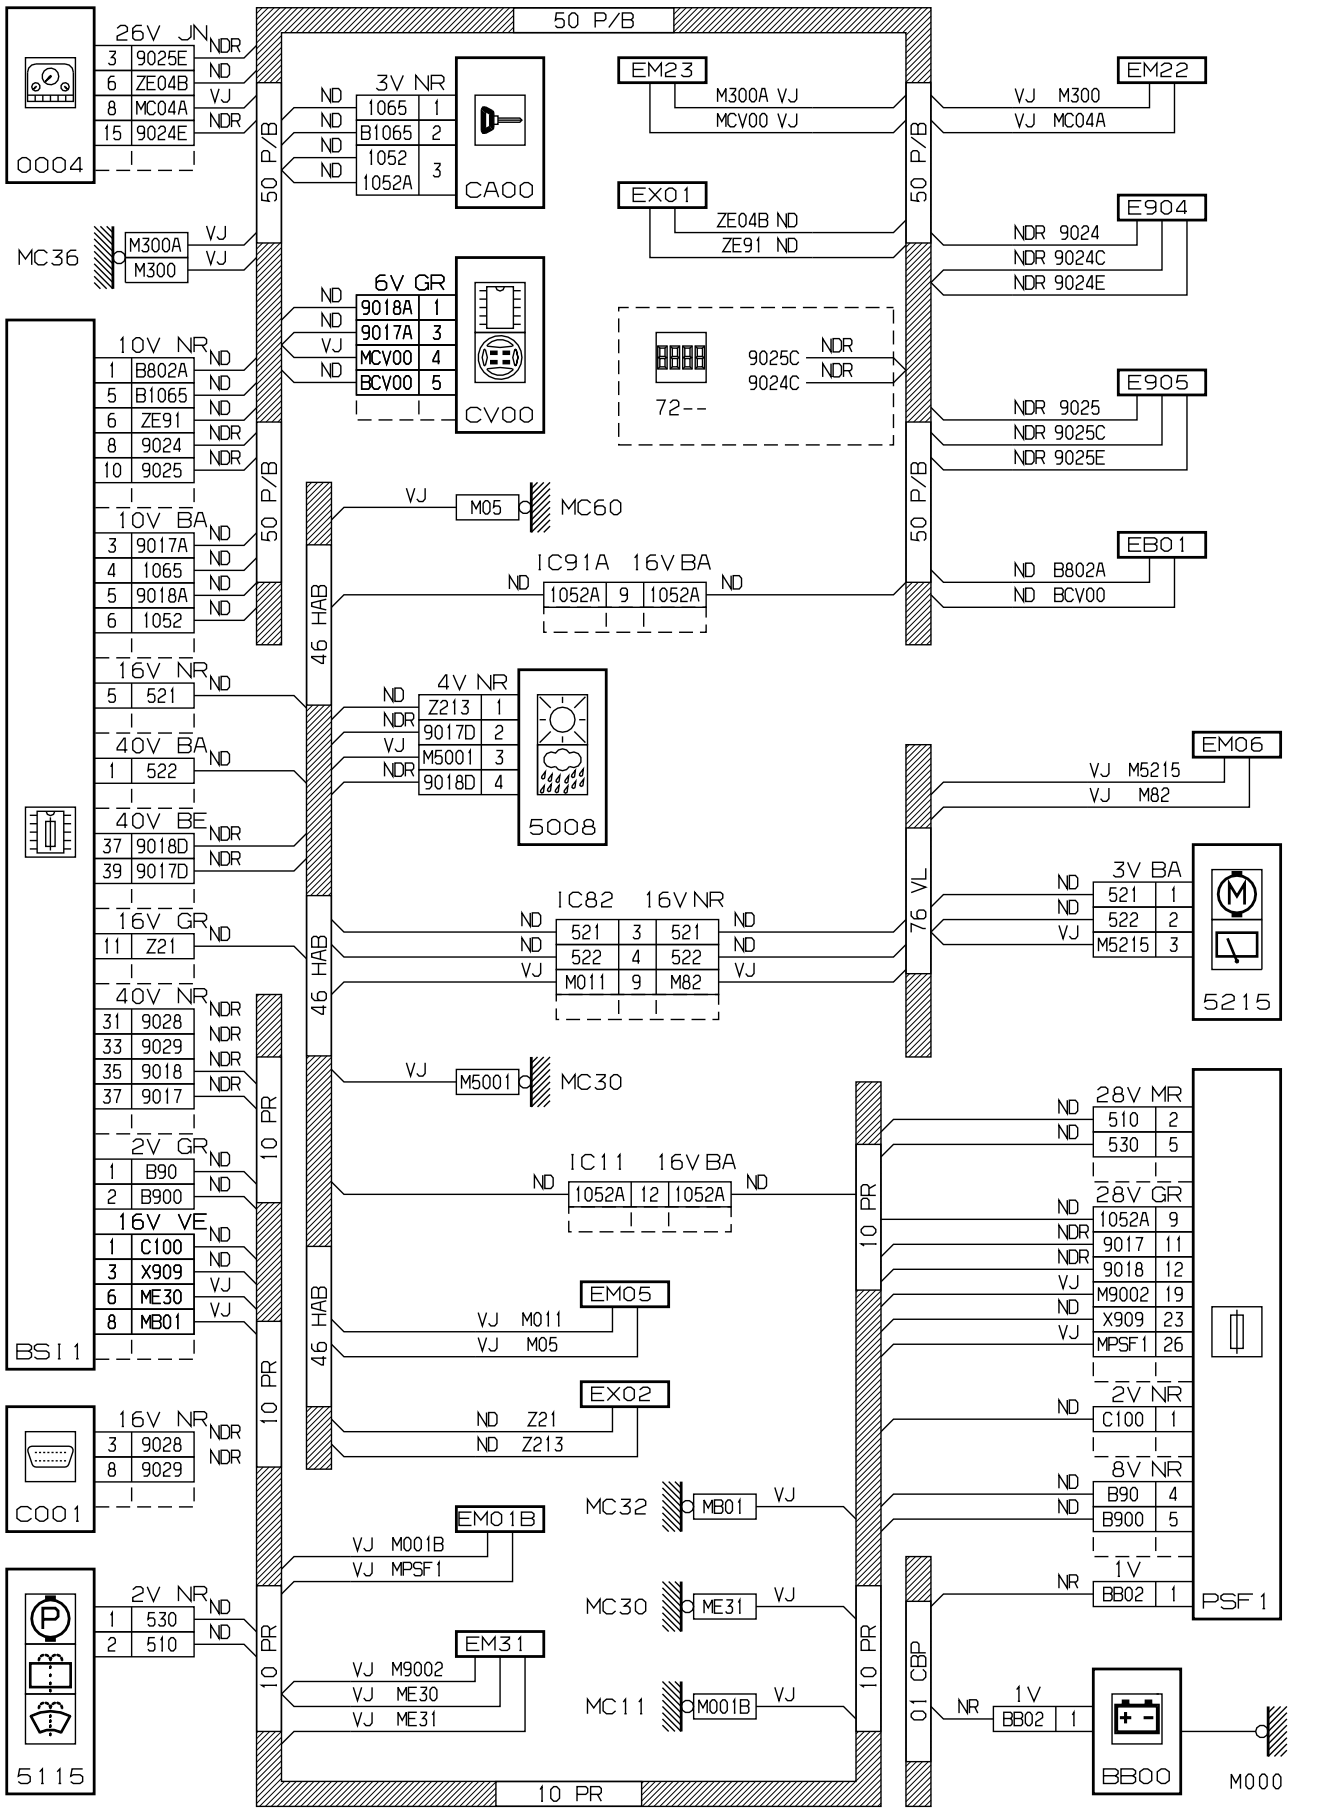 50 P/B
26V JN
3 9025E NDR
6 ZE04B ND
8 MC04A VJ
15 9024E NDR
0004
50 P/B
3V NR
ND 1065 1
ND B1065 2
ND 1052 3
ND 1052A
CA00
EM23
M300A VJ
MCV00 VJ
50 P/B
EM22
VJ M300
VJ MC04A
EX01
ZE04B ND
ZE91 ND
E904
NDR 9024
NDR 9024C
NDR 9024E
MC36
M300A VJ
M300 VJ
6V GR
ND 9018A 1
ND 9017A 3
VJ MCV00 4
ND BCV00 5
CV00
8888
72--
9025C NDR
9024C NDR
E905
NDR 9025
NDR 9025C
NDR 9025E
10V NR
1 B802A ND
5 B1065 ND
6 ZE91 ND
8 9024 NDR
10 9025 NDR
50 P/B
50 P/B
10V BA
3 9017A ND
4 1065 ND
5 9018A ND
6 1052 ND
VJ M05 MC60
EB01
ND B802A
ND BCV00
IC91A 16V BA
ND 1052A 9 1052A ND
46 HAB
16V NR
5 521 ND
4V NR
ND Z213 1
NDR 9017D 2
VJ M5001 3
NDR 9018D 4
5008
40V BA
1 522 ND
EM06
VJ M5215
VJ M82
40V BE
37 9018D NDR
39 9017D NDR
76 VL
3V BA
ND 521 1
ND 522 2
VJ M5215 3
M
5215
16V GR
11 Z21 ND
46 HAB
IC82 16V NR
ND 521 3 521 ND
ND 522 4 522 ND
VJ M011 9 M82 VJ
40V NR
31 9028 NDR
33 9029 NDR
35 9018 NDR
37 9017 NDR
10 PR
VJ M5001 MC30
28V MR
ND 510 2
ND 530 5
2V GR
1 B90 ND
2 B900 ND
IC11 16V BA
ND 1052A 12 1052A ND
10 PR
28V GR
ND 1052A 9
NDR 9017 11
NDR 9018 12
VJ M9002 19
ND X909 23
VJ MPSF1 26
16V VE
1 C100 ND
3 X909 ND
6 ME30 VJ
8 MB01 VJ
BSI1
10 PR
46 HAB
EM05
VJ M011
VJ M05
EX02
ND Z21
ND Z213
2V NR
ND C100 1
16V NR
3 9028 NDR
8 9029 NDR
C001
8V NR
ND B90 4
ND B900 5
MC32 MB01 VJ
EM01B
VJ M001B
VJ MPSF1
1V
NR BB02 1
PSF1
2V NR
1 530 ND
2 510 ND
P
5115
10 PR
MC30 ME31 VJ
10 PR
EM31
VJ M9002
VJ ME30
VJ ME31
MC11 M001B VJ
01 CBP
1V
NR BB02 1
+ -
BB00
M000
10 PR